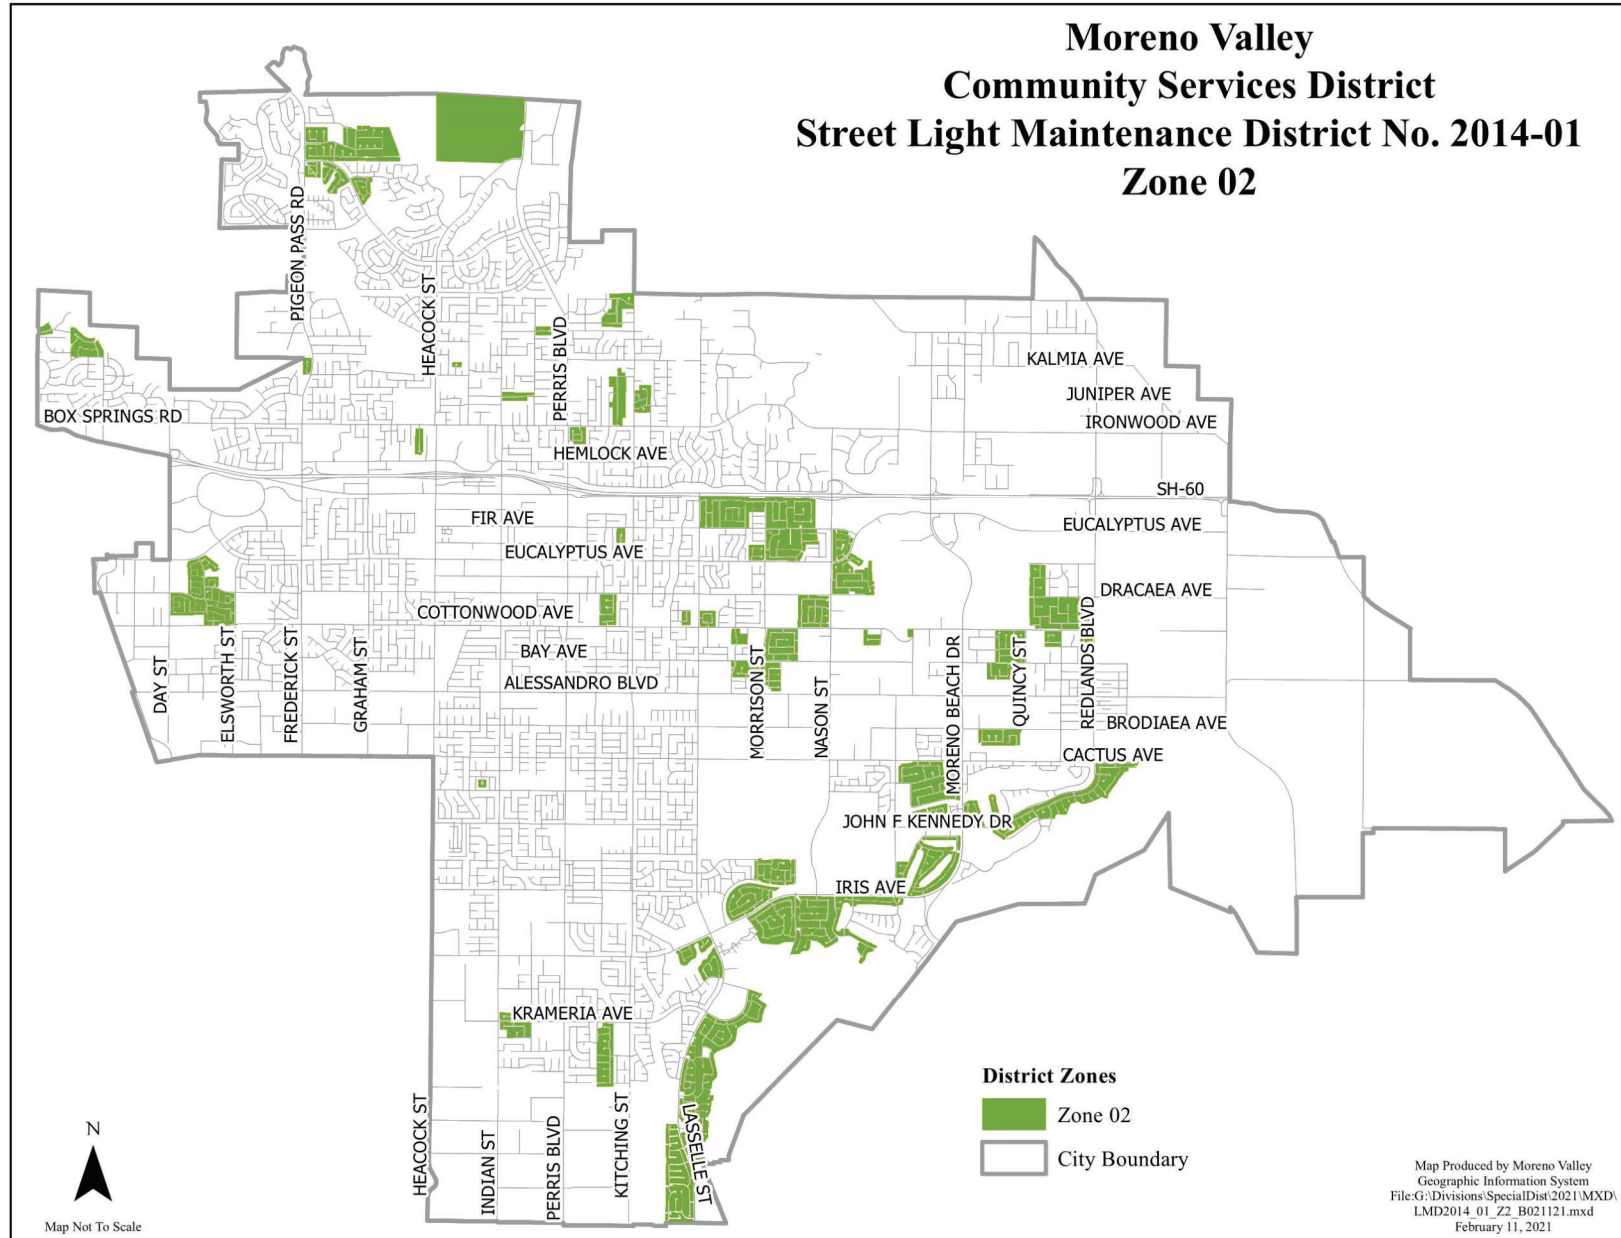 Moreno Valley
Community Services District
Street Light Maintenance District No. 2014-01
Zone 02
PIGEON PASS RD
HEACOCK ST
PERRIS BLVD
KALMIA AVE
JUNIPER AVE
IRONWOOD AVE
BOX SPRINGS RD
HEMLOCK AVE
SH-60
FIR AVE
EUCALYPTUS AVE
EUCALYPTUS AVE
DRACAEA AVE
COTTONWOOD AVE
BAY AVE
ALESSANDRO BLVD
DAY ST
ELSWORTH ST
FREDERICK ST
GRAHAM ST
MORRISON ST
NASON ST
MORENO BEACH DR
QUINCY ST
REDLANDS BLVD
BRODIAEA AVE
CACTUS AVE
JOHN F KENNEDY DR
IRIS AVE
KRAMERIA AVE
HEACOCK ST
INDIAN ST
PERRIS BLVD
KITCHING ST
LASSELLE ST
District Zones
Zone 02
City Boundary
N
Map Not To Scale
Map Produced by Moreno Valley
Geographic Information System
File:G:\Divisions\SpecialDist\2021\MXD\
LMD2014_01_Z2_B021121.mxd
February 11, 2021